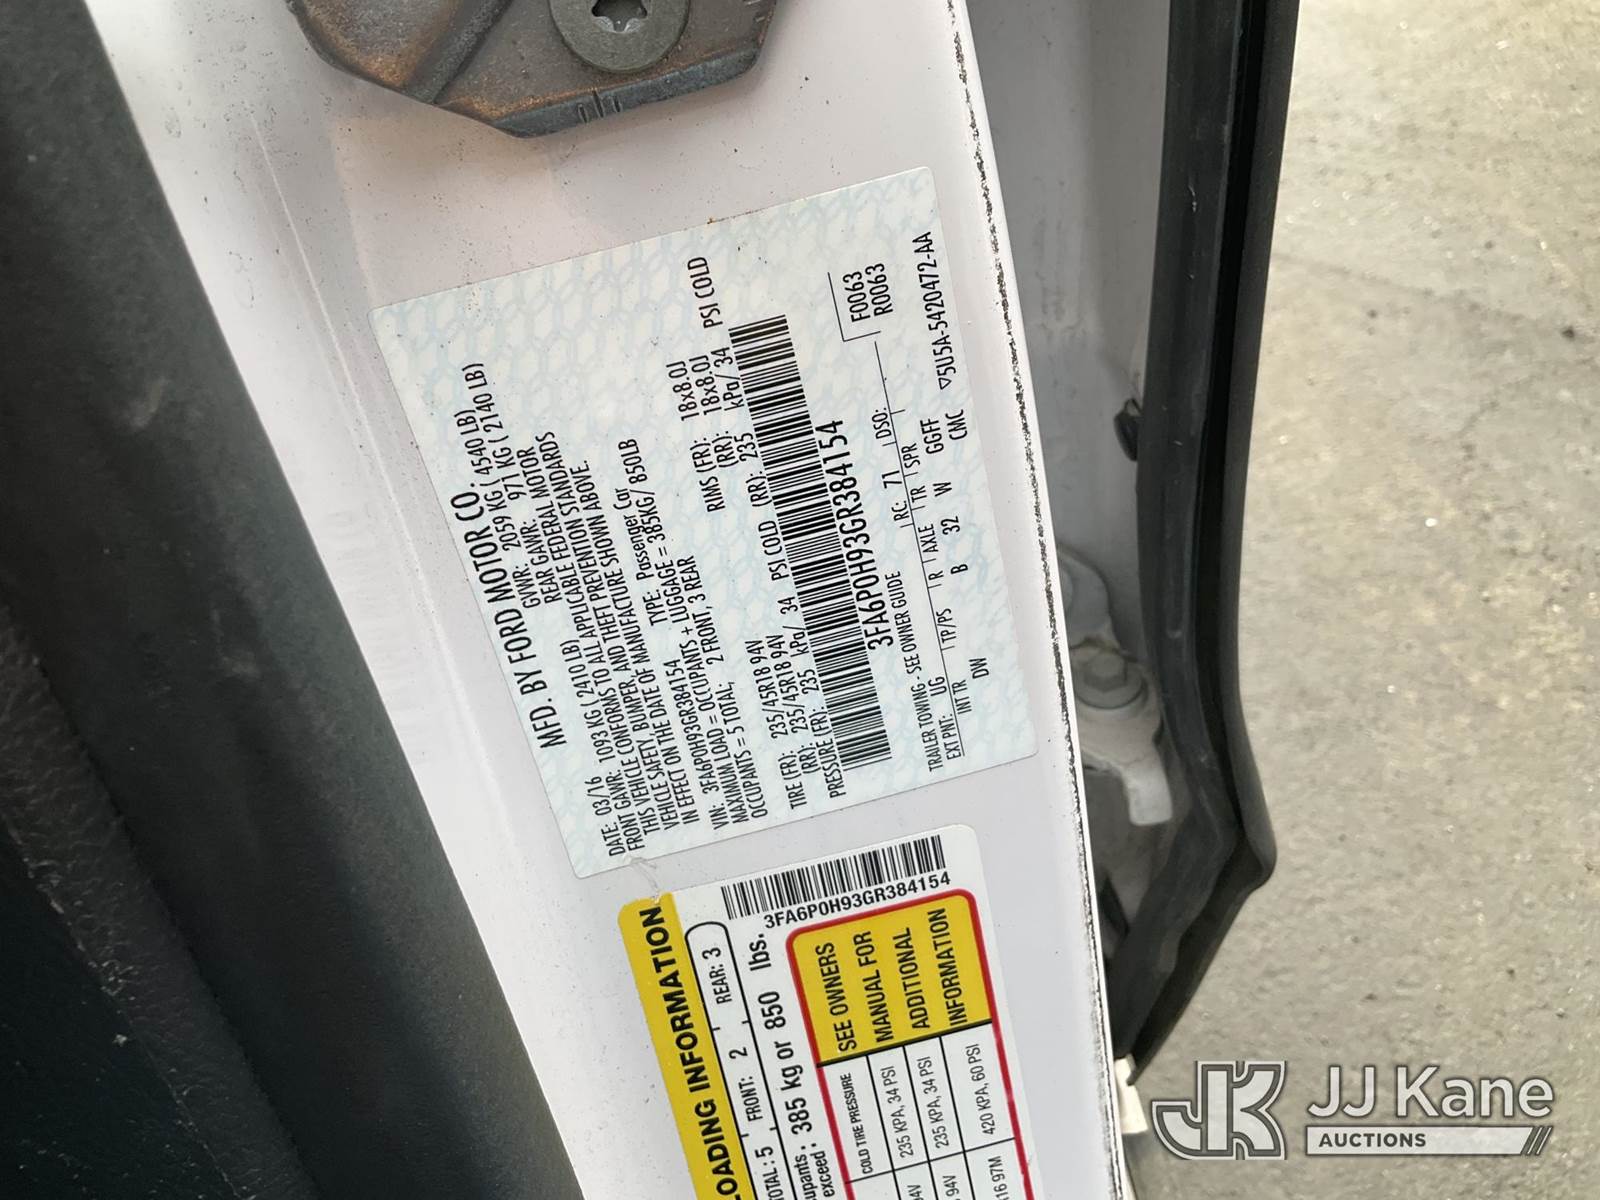 MFD. BY FORD MOTOR CO.
DATE: 03/16 GVWR: 2059 KG ( 4540 LB)
FRONT GAWR: 1093 KG ( 2410 LB) REAR GAWR: 971 KG ( 2140 LB)
THIS VEHICLE CONFORMS TO ALL APPLICABLE FEDERAL MOTOR
VEHICLE SAFETY, BUMPER, AND THEFT PREVENTION STANDARDS
IN EFFECT ON THE DATE OF MANUFACTURE SHOWN ABOVE.
VIN: 3FA6P0H93GR384154 TYPE: Passenger Car
MAXIMUM LOAD = OCCUPANTS + LUGGAGE = 385KG/ 850LB
OCCUPANTS = 5 TOTAL, 2 FRONT, 3 REAR
TIRE (FR): 235/45R18 94V RIMS (FR): 18x8.0J
(RR): 235/45R18 94V (RR): 18x8.0J
PRESSURE (FR): 235 kPa/ 34 PSI COLD (RR): 235 kPa/ 34 PSI COLD
3FA6P0H93GR384154
F0063
R0063
TRAILER TOWING - SEE OWNER GUIDE RC: 71 DSO:
EXT PNT: UG
INT TR TP/PS R AXLE TR SPR
DW B 32 W GGFF
CMC
▽5U5A-5420472-AA
3FA6P0H93GR384154
LOADING INFORMATION
TOTAL: 5 FRONT: 2 REAR: 3
upants :
exceed 385 kg or 850 lbs.
COLD TIRE PRESSURE
SEE OWNERS
MANUAL FOR
ADDITIONAL
INFORMATION
94V 235 KPA, 34 PSI
94V 235 KPA, 34 PSI
16 97M 420 KPA, 60 PSI
JK
JJ Kane
AUCTIONS